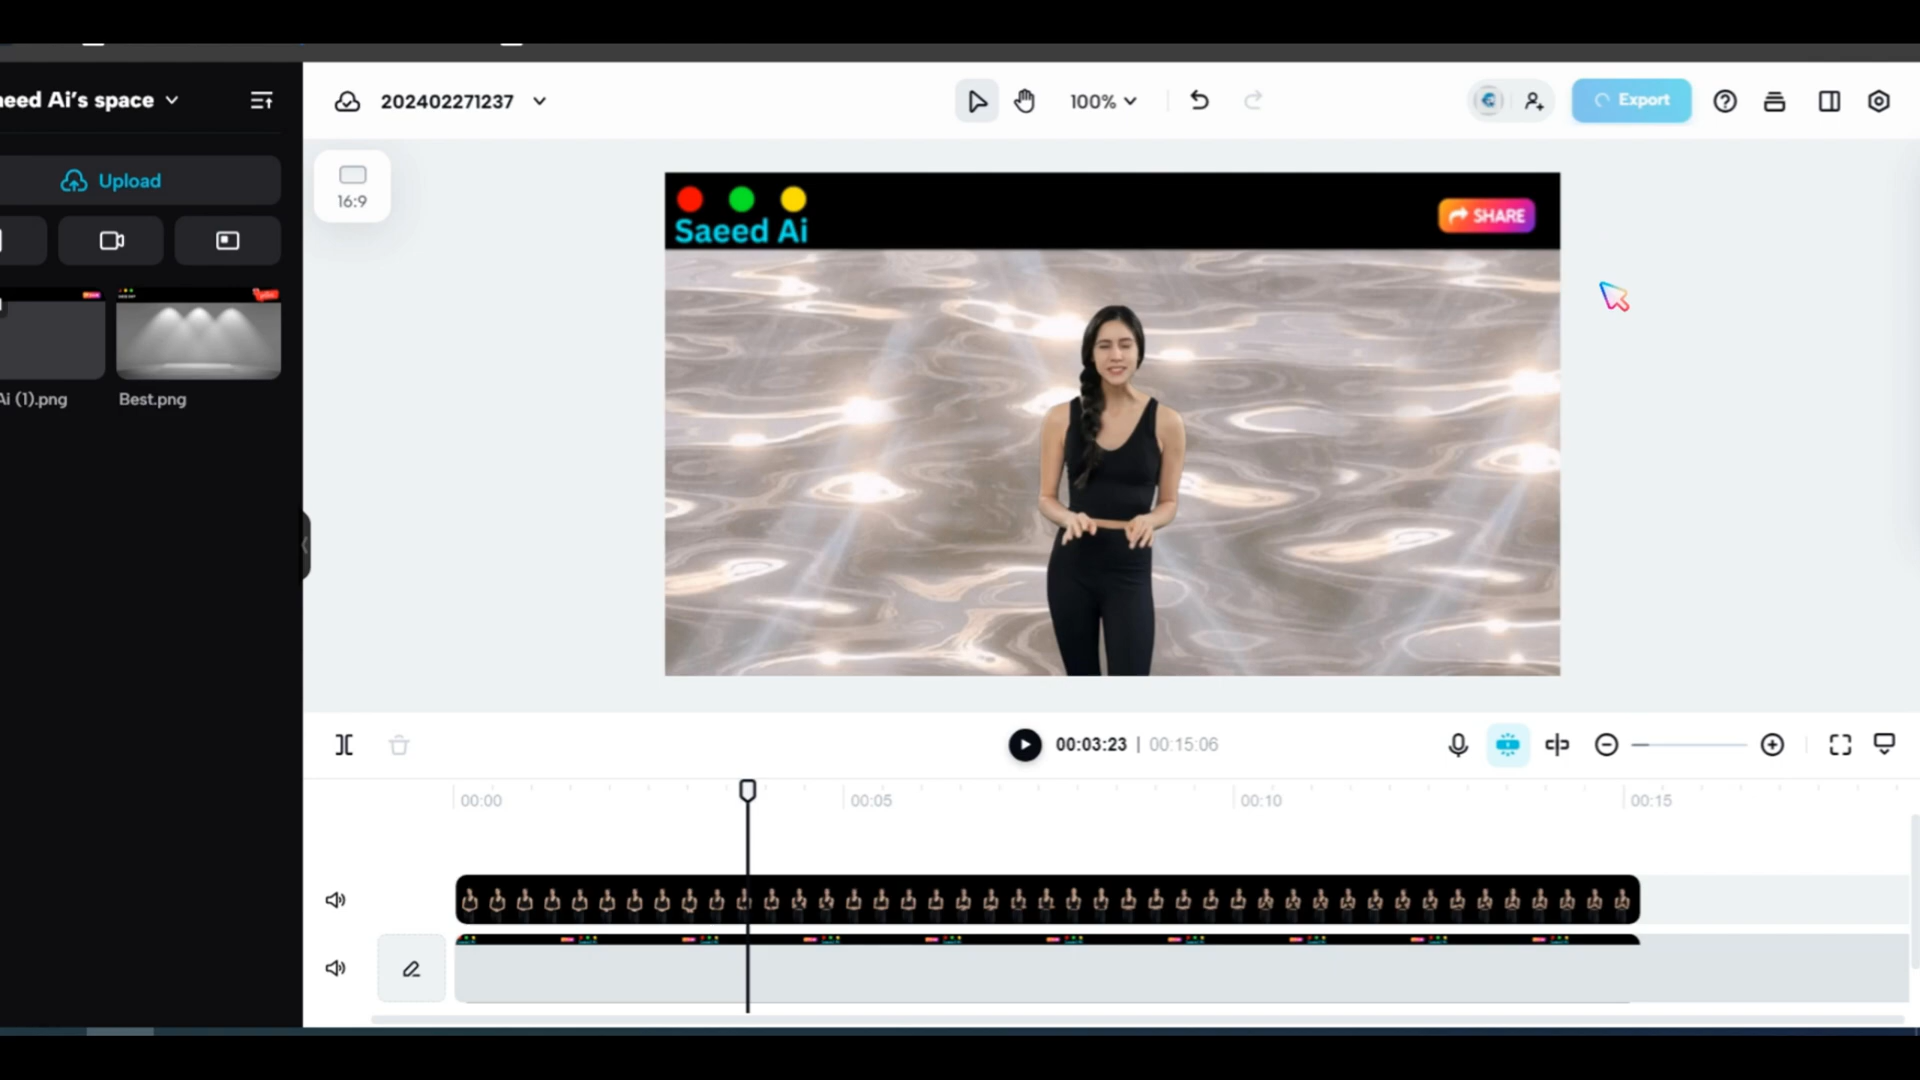 eed Ai's space
202402271237
100%
Export
Upload
16:9
Saeed Ai
SHARE
Ai (1).png
Best.png
00:03:23 | 00:15:06
00:00
00:05
00:10
00:15